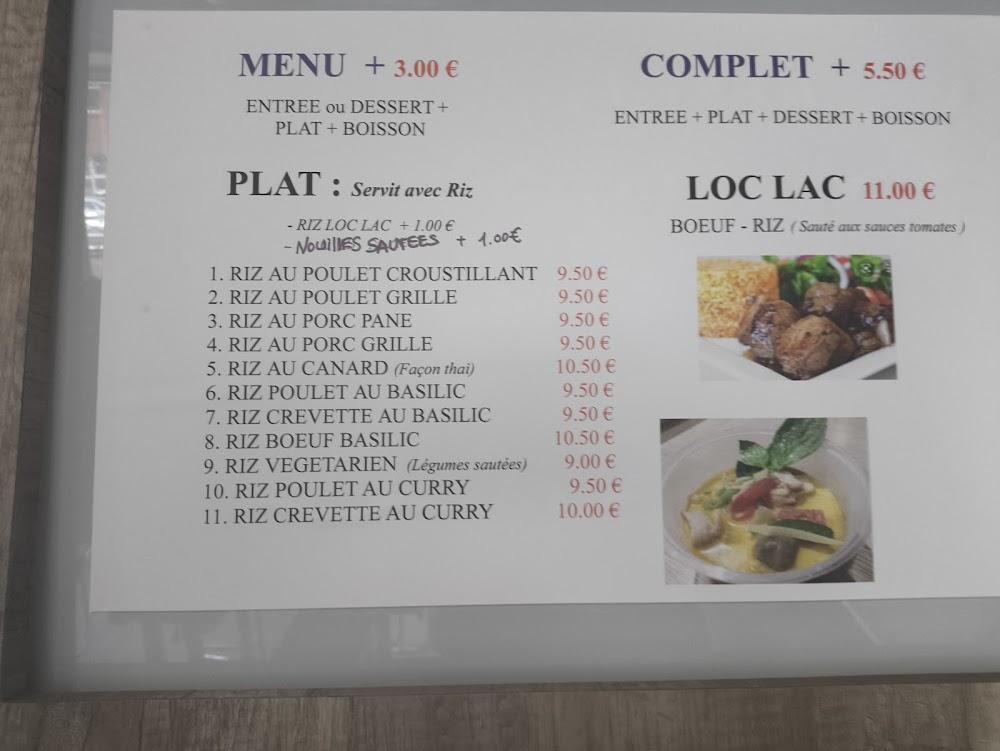 MENU + 3.00 €
ENTREE ou DESSERT +
PLAT + BOISSON
COMPLET + 5.50 €
ENTREE + PLAT + DESSERT + BOISSON
PLAT : Servit avec Riz
- RIZ LOC LAC + 1.00 €
- NOUILLES SAUTEES + 1.00€
1. RIZ AU POULET CROUSTILLANT 9.50 €
2. RIZ AU POULET GRILLE 9.50 €
3. RIZ AU PORC PANE 9.50 €
4. RIZ AU PORC GRILLE 9.50 €
5. RIZ AU CANARD (Façon thai) 10.50 €
6. RIZ POULET AU BASILIC 9.50 €
7. RIZ CREVETTE AU BASILIC 9.50 €
8. RIZ BOEUF BASILIC 10.50 €
9. RIZ VEGETARIEN (Légumes sautées) 9.00 €
10. RIZ POULET AU CURRY 9.50 €
11. RIZ CREVETTE AU CURRY 10.00 €
LOC LAC 11.00 €
BOEUF - RIZ ( Sauté aux sauces tomates )